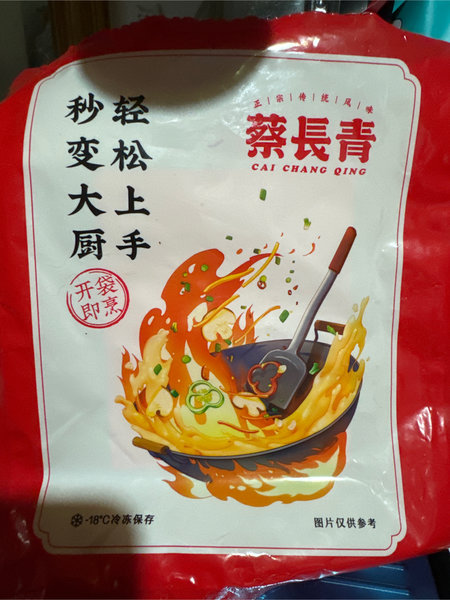 轻松上手
秒变大厨
开袋
即烹
正宗传统风味
蔡長青
CAI CHANG QING
-18°C冷冻保存
图片仅供参考